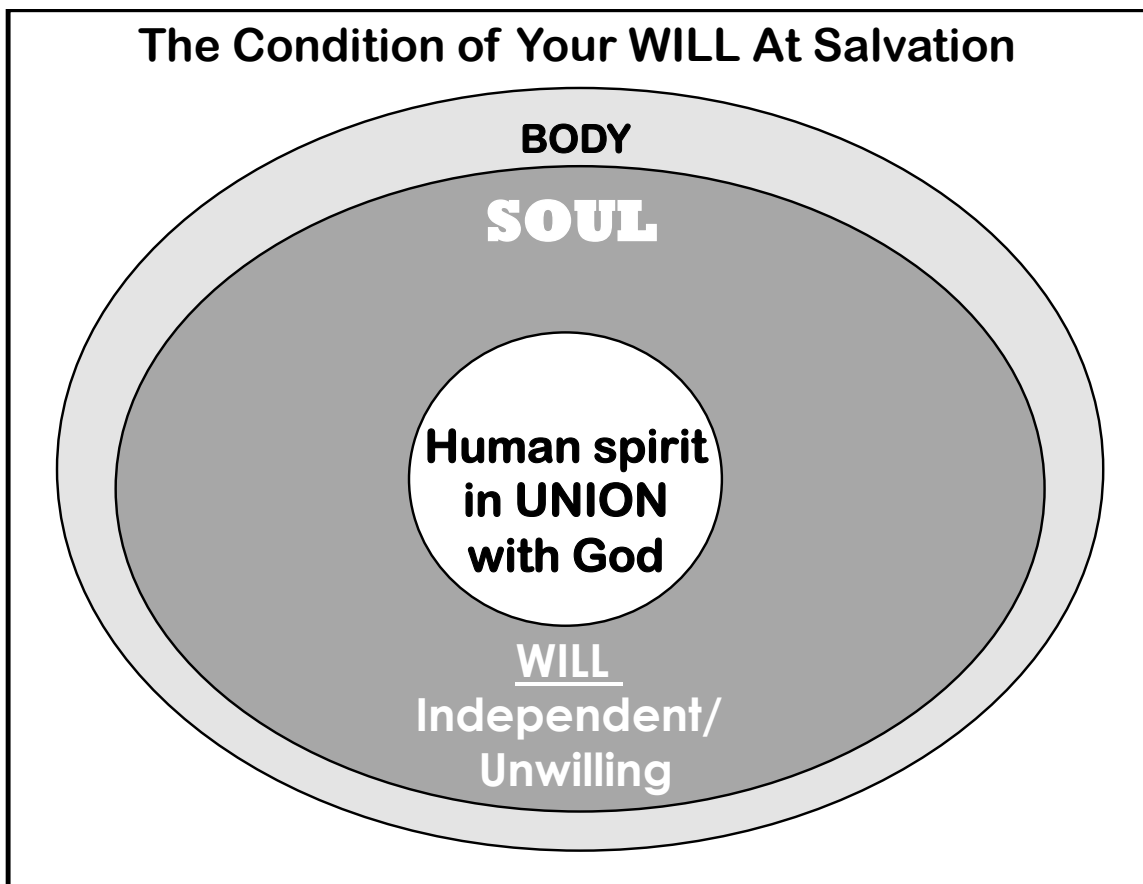 The Condition of Your WILL At Salvation
BODY
SOUL
Human spirit
in UNION
with God
WILL
Independent/
Unwilling